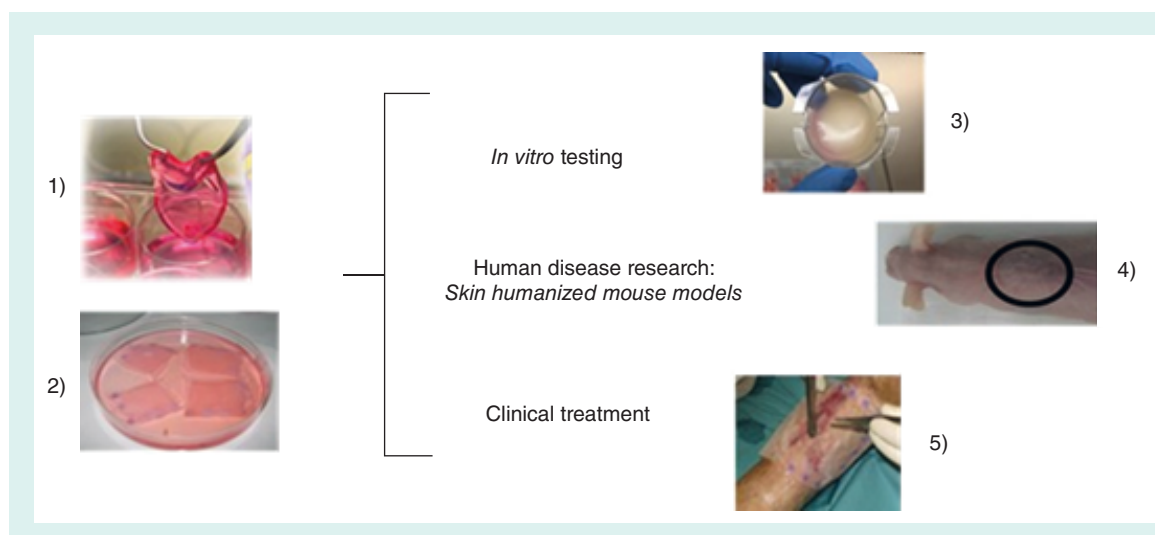 1)
2)
In vitro testing
Human disease research:
Skin humanized mouse models
Clinical treatment
3)
4)
5)